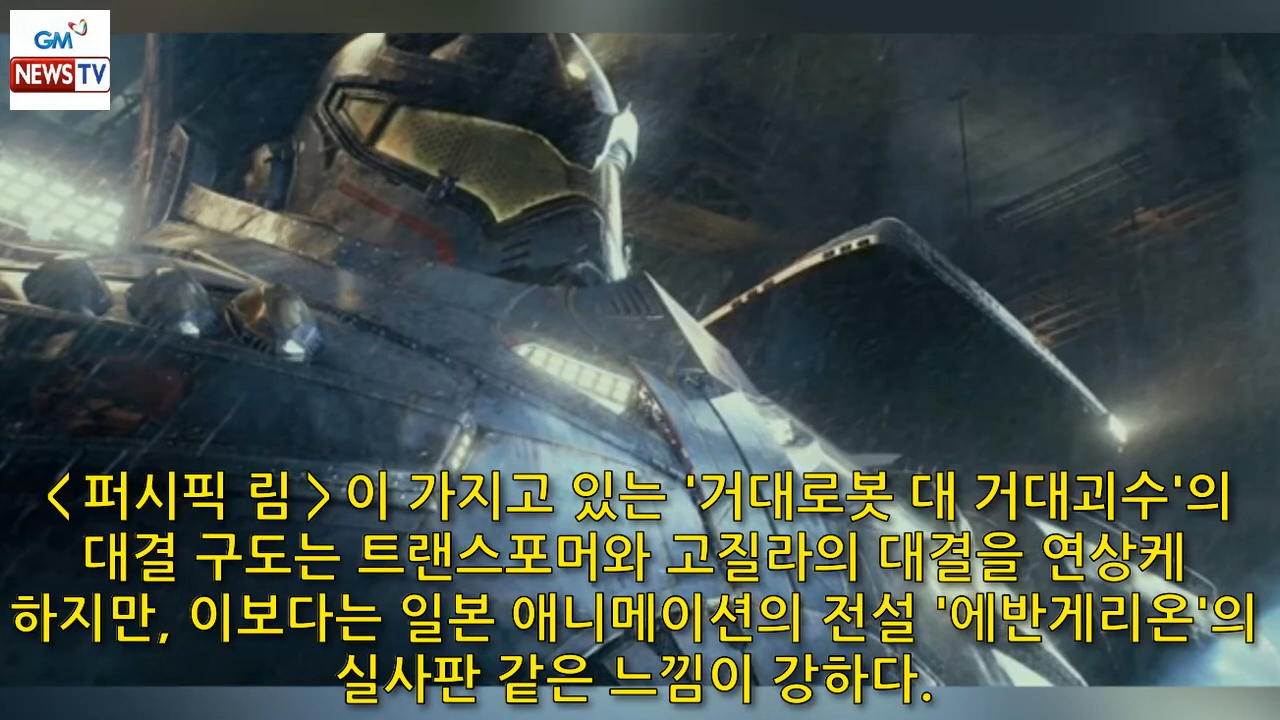 GM
NEWS TV
< 퍼시픽 림 > 이 가지고 있는 '거대로봇 대 거대괴수'의
대결 구도는 트랜스포머와 고질라의 대결을 연상케
하지만, 이보다는 일본 애니메이션의 전설 '에반게리온'의
실사판 같은 느낌이 강하다.